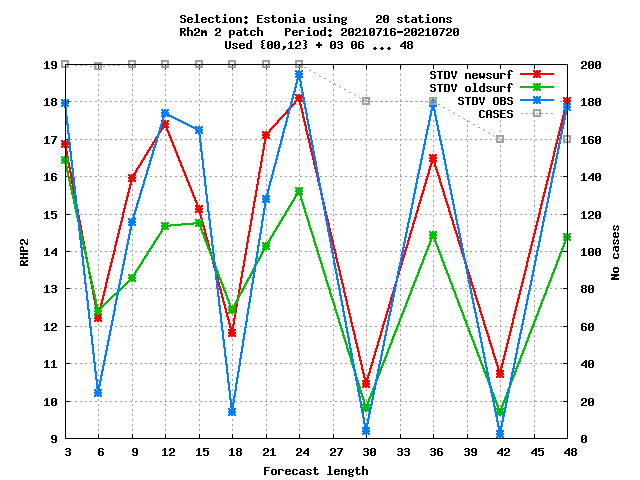 Selection: Estonia using    20 stations
Rh2m 2 patch   Period: 20210716-20210720
Used {00,12} + 03 06 ... 48
STDV newsurf
STDV oldsurf
STDV OBS
CASES
19
18
17
16
15
14
13
12
11
10
9
RHP2
200
180
160
140
120
100
80
60
40
20
0
No cases
3 6 9 12 15 18 21 24 27 30 33 36 39 42 45 48
Forecast length